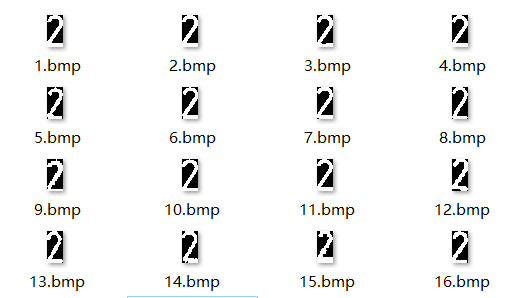 2 2 2 2
1.bmp 2.bmp 3.bmp 4.bmp
2 2 2 2
5.bmp 6.bmp 7.bmp 8.bmp
2 2 2 2
9.bmp 10.bmp 11.bmp 12.bmp
2 2 2 2
13.bmp 14.bmp 15.bmp 16.bmp